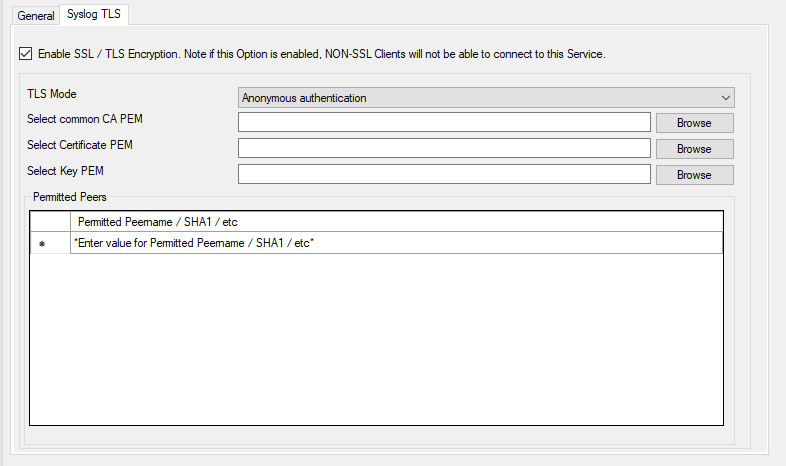 General
Syslog TLS
Enable SSL / TLS Encryption. Note if this Option is enabled, NON-SSL Clients will not be able to connect to this Service.
TLS Mode
Anonymous authentication
Select common CA PEM
Browse
Select Certificate PEM
Browse
Select Key PEM
Browse
Permitted Peers
Permitted Peername / SHA1 / etc
*Enter value for Permitted Peername / SHA1 / etc*